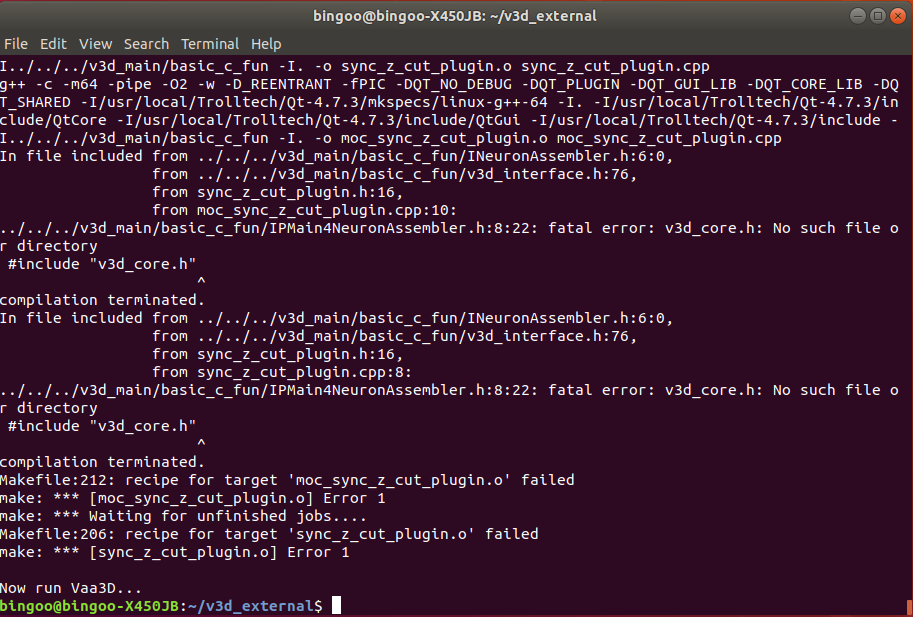 bingoo@bingoo-X450JB: ~/v3d_external
File Edit View Search Terminal Help
I../../../v3d_main/basic_c_fun -I. -o sync_z_cut_plugin.o sync_z_cut_plugin.cpp
g++ -c -m64 -pipe -O2 -w -D_REENTRANT -fPIC -DQT_NO_DEBUG -DQT_PLUGIN -DQT_GUI_LIB -DQT_CORE_LIB -DQ
T_SHARED -I/usr/local/Trolltech/Qt-4.7.3/mkspecs/linux-g++-64 -I. -I/usr/local/Trolltech/Qt-4.7.3/in
clude/QtCore -I/usr/local/Trolltech/Qt-4.7.3/include/QtGui -I/usr/local/Trolltech/Qt-4.7.3/include -
I../../../v3d_main/basic_c_fun -I. -o moc_sync_z_cut_plugin.o moc_sync_z_cut_plugin.cpp
In file included from ../../../v3d_main/basic_c_fun/INeuronAssembler.h:6:0,
                 from ../../../v3d_main/basic_c_fun/v3d_interface.h:76,
                 from sync_z_cut_plugin.h:16,
                 from moc_sync_z_cut_plugin.cpp:10:
../../../v3d_main/basic_c_fun/IPMain4NeuronAssembler.h:8:22: fatal error: v3d_core.h: No such file o
r directory
 #include "v3d_core.h"
                      ^
compilation terminated.
In file included from ../../../v3d_main/basic_c_fun/INeuronAssembler.h:6:0,
                 from ../../../v3d_main/basic_c_fun/v3d_interface.h:76,
                 from sync_z_cut_plugin.h:16,
                 from sync_z_cut_plugin.cpp:8:
../../../v3d_main/basic_c_fun/IPMain4NeuronAssembler.h:8:22: fatal error: v3d_core.h: No such file o
r directory
 #include "v3d_core.h"
                      ^
compilation terminated.
Makefile:212: recipe for target 'moc_sync_z_cut_plugin.o' failed
make: *** [moc_sync_z_cut_plugin.o] Error 1
make: *** Waiting for unfinished jobs....
Makefile:206: recipe for target 'sync_z_cut_plugin.o' failed
make: *** [sync_z_cut_plugin.o] Error 1
Now run Vaa3D...
bingoo@bingoo-X450JB:~/v3d_external$